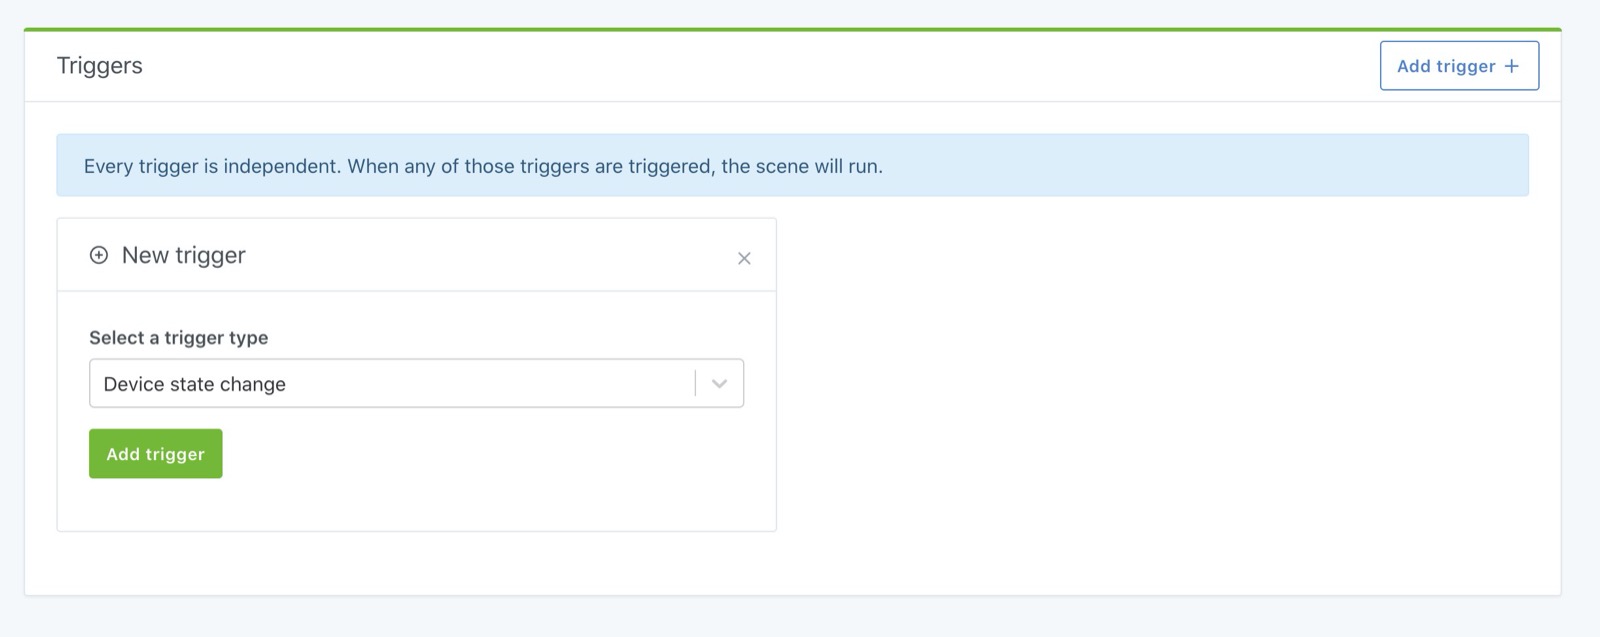 Triggers
Add trigger +
Every trigger is independent. When any of those triggers are triggered, the scene will run.
New trigger
Select a trigger type
Device state change
Add trigger